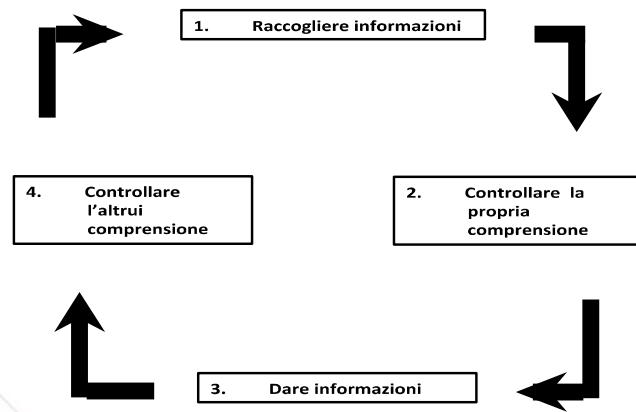 1. Raccogliere informazioni
4. Controllare
l'altrui
comprensione
2. Controllare la
propria
comprensione
3. Dare informazioni